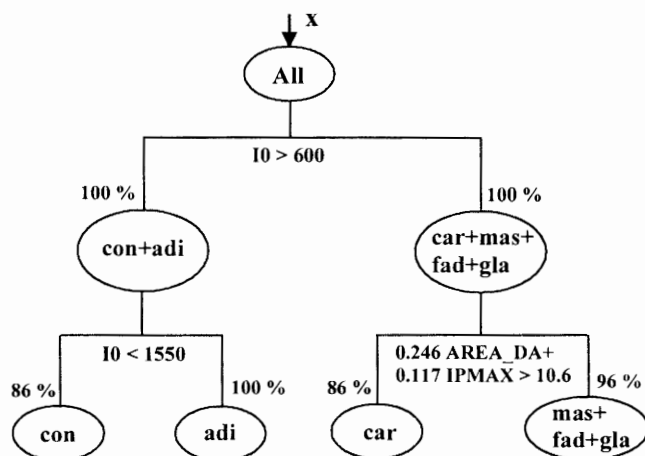 x
All
I0 > 600
100 %
100 %
con+adi
car+mas+
fad+gla
I0 < 1550
0.246 AREA_DA+
0.117 IPMAX > 10.6
86 %
100 %
86 %
96 %
con
adi
car
mas+
fad+gla